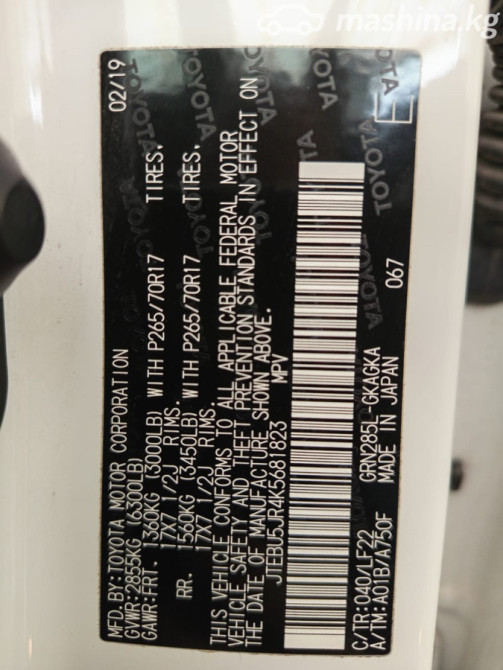 mashina.kg
MFD. BY:TOYOTA MOTOR CORPORATION 02/19
GVWR:2855KG(6300LB)
GAWR:FRT. 1360KG (3000LB) WITH P265/70R17 TIRES.
17X7 1/2J RIMS.
RR. 1560KG (3450LB) WITH P265/70R17 TIRES.
17X7 1/2J RIMS.
THIS VEHICLE CONFORMS TO ALL APPLICABLE FEDERAL MOTOR
VEHICLE SAFETY AND THEFT PREVENTION STANDARDS IN EFFECT ON
THE DATE OF MANUFACTURE SHOWN ABOVE.
JTEBU5JR4K5681823 MPV
C/TR:040/LF22 GRN285L-GKAGKA 067
A/TM:A01B/A750F MADE IN JAPAN E
TOYOTA
TOYOTA
TOYOTA
TOYOTA